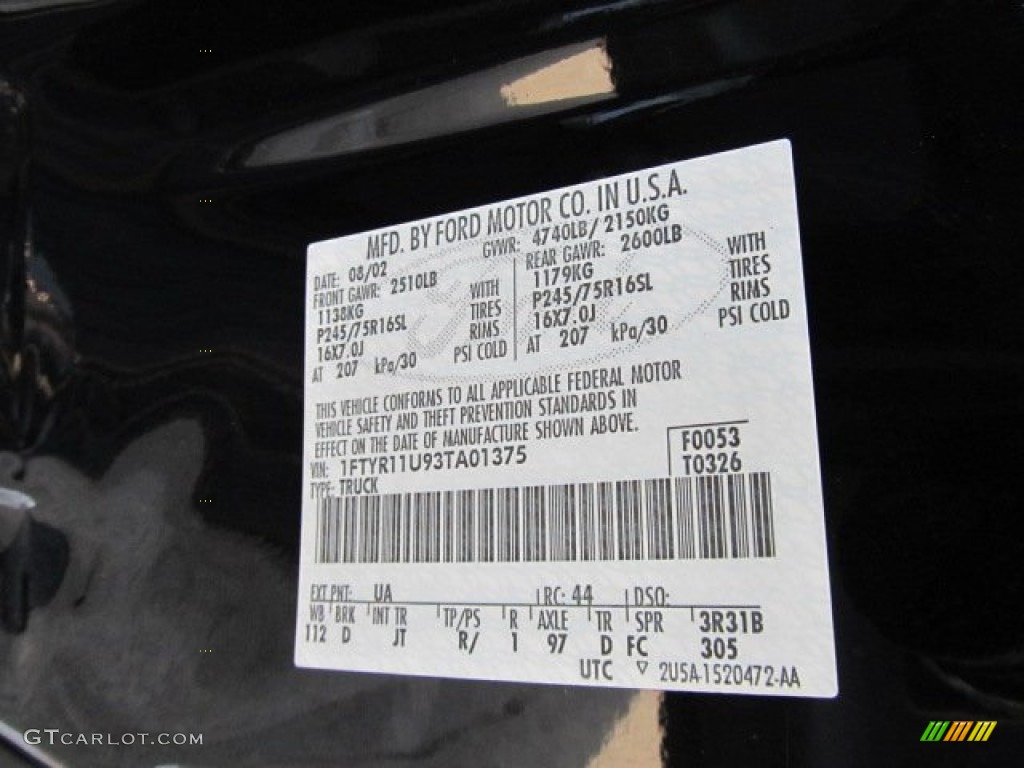 MFD. BY FORD MOTOR CO. IN U.S.A.
DATE: 08/02 GVWR: 4740LB/ 2150KG
FRONT GAWR: 2510LB REAR GAWR: 2600LB
1138KG WITH 1179KG WITH
P245/75R16SL TIRES P245/75R16SL TIRES
16X7.0J RIMS 16X7.0J RIMS
AT 207 kPa/30 PSI COLD AT 207 kPa/30 PSI COLD
THIS VEHICLE CONFORMS TO ALL APPLICABLE FEDERAL MOTOR
VEHICLE SAFETY AND THEFT PREVENTION STANDARDS IN
EFFECT ON THE DATE OF MANUFACTURE SHOWN ABOVE.
VIN: 1FTYR11U93TA01375 F0053
TYPE: TRUCK T0326
EXT PNT: UA RC: 44 DSO:
WB BRK INT TR TP/PS R AXLE TR SPR 3R31B
112 D JT R/ 1 97 D FC 305
UTC ▽ 2U5A-1520472-AA
GTCARLOT.COM